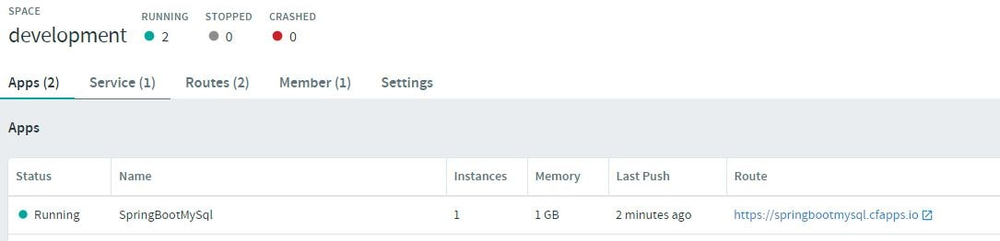 SPACE
development
RUNNING STOPPED CRASHED
2 0 0
Apps (2) Service (1) Routes (2) Member (1) Settings
Apps
Status Name Instances Memory Last Push Route
Running SpringBootMySql 1 1 GB 2 minutes ago https://springbootmysql.cfapps.io